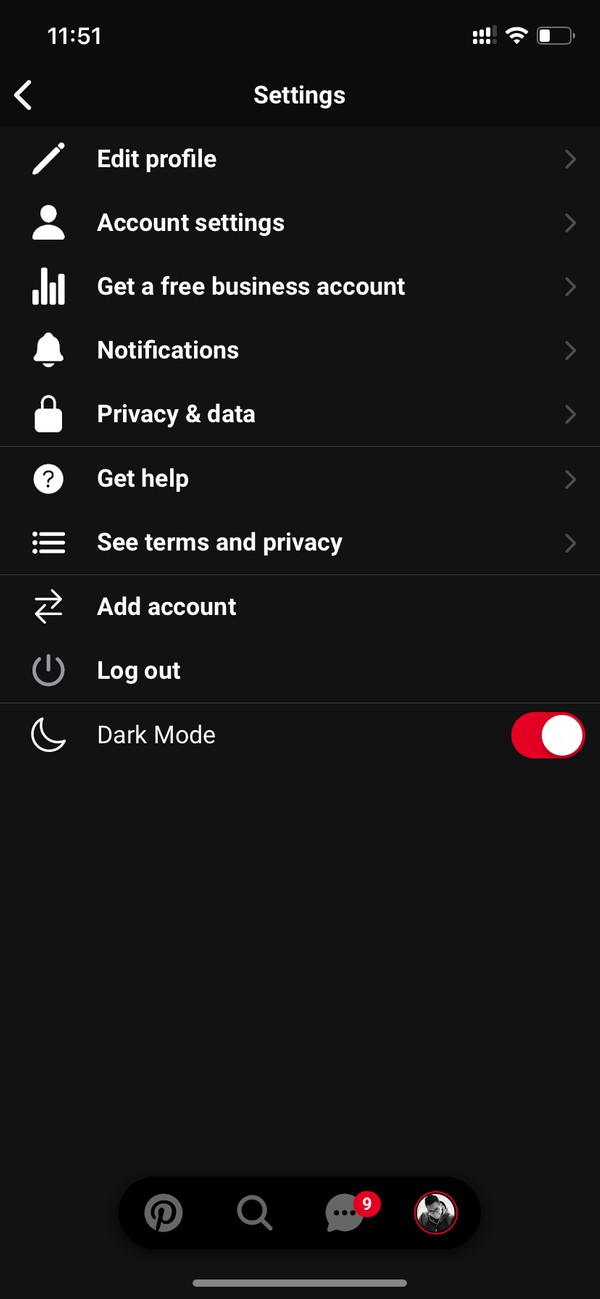 11:51
Settings
Edit profile
Account settings
Get a free business account
Notifications
Privacy & data
Get help
See terms and privacy
Add account
Log out
Dark Mode
9